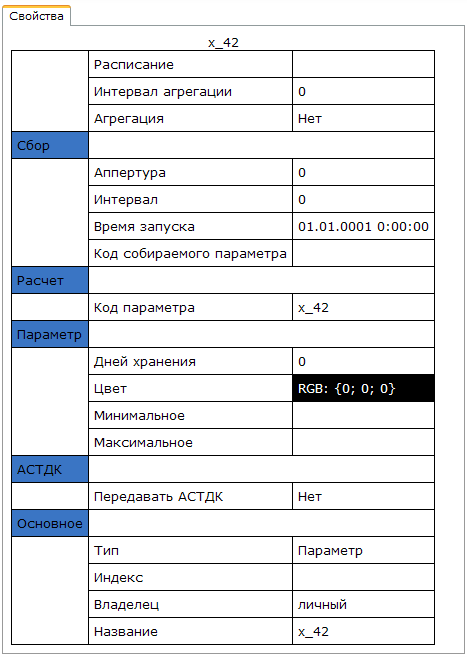 Свойства
x_42
Расписание
Интервал агрегации 0
Агрегация Нет
Сбор
Аппертура 0
Интервал 0
Время запуска 01.01.0001 0:00:00
Код собираемого параметра
Расчет
Код параметра x_42
Параметр
Дней хранения 0
Цвет RGB: {0; 0; 0}
Минимальное
Максимальное
АСТДК
Передавать АСТДК Нет
Основное
Тип Параметр
Индекс
Владелец личный
Название x_42